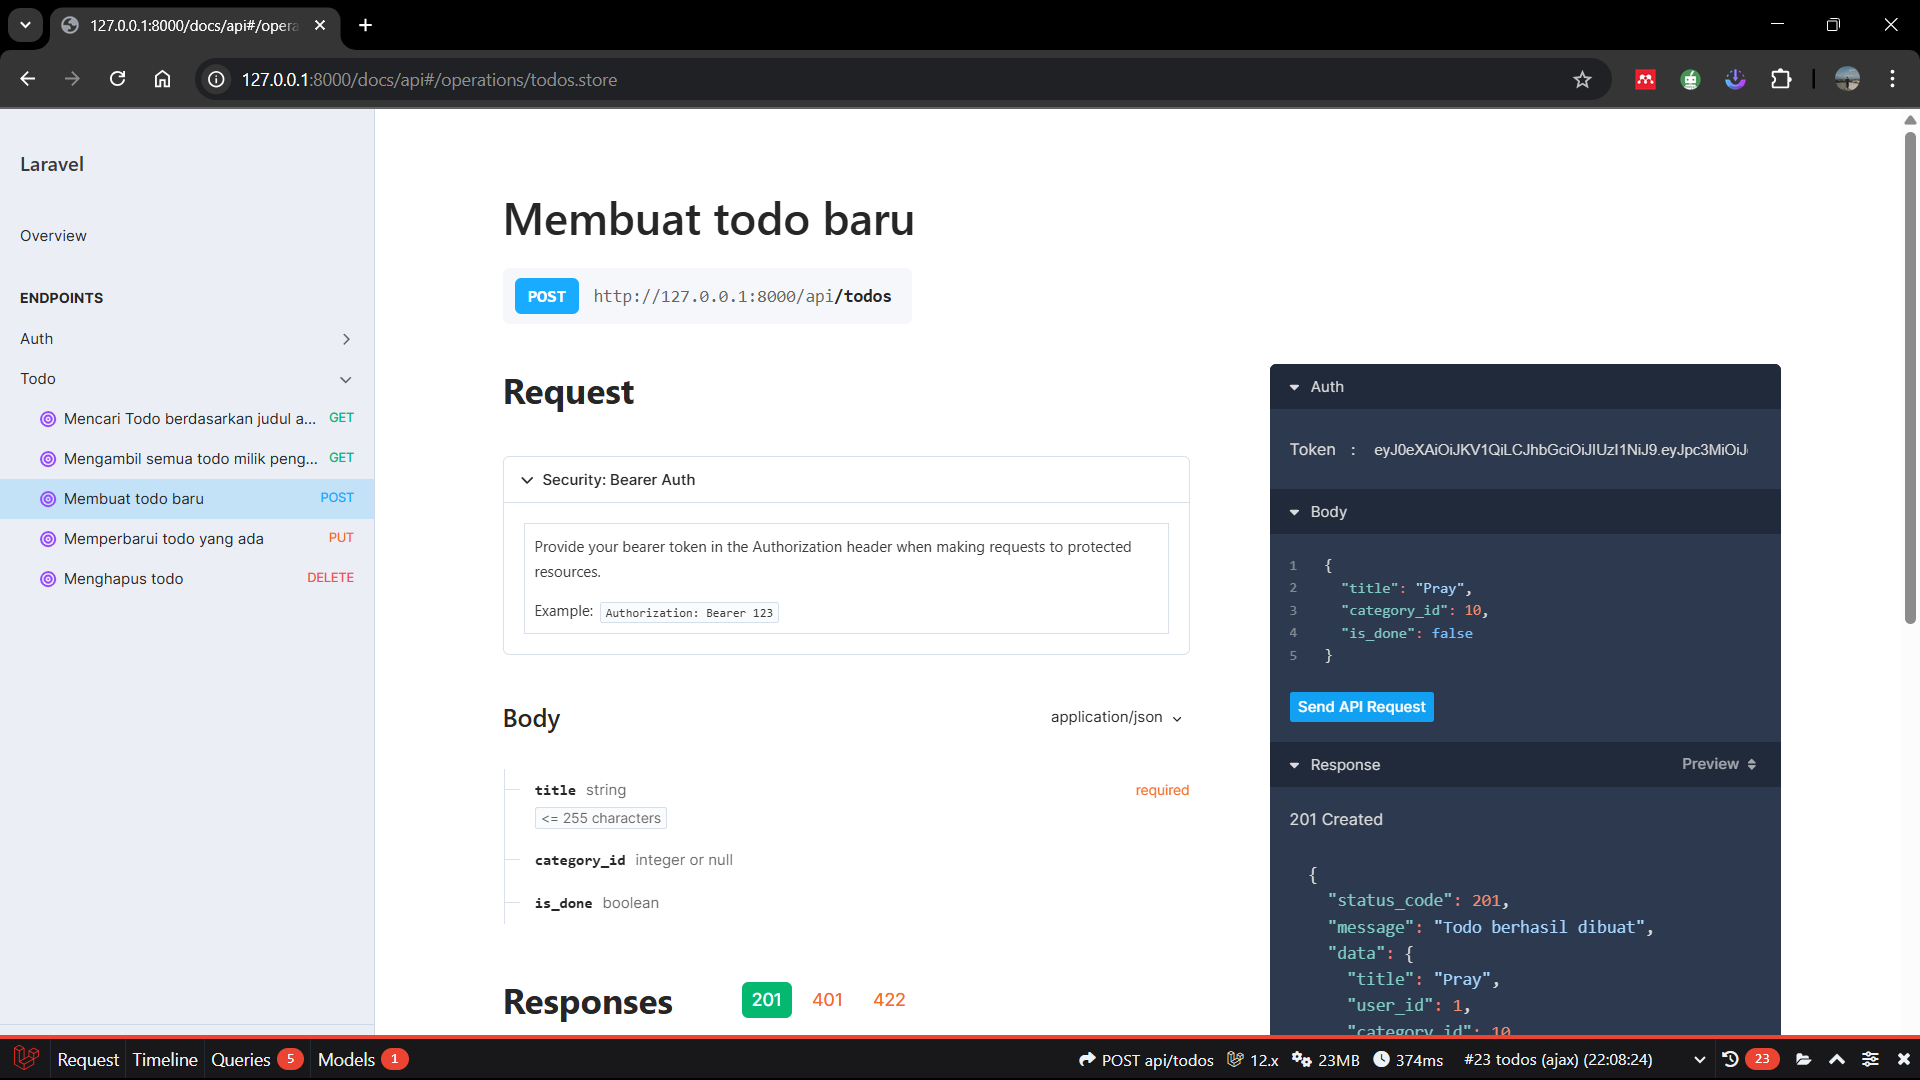 127.0.0.1:8000/docs/api#/opera
127.0.0.1:8000/docs/api#/operations/todos.store
Laravel
Overview
ENDPOINTS
Auth
Todo
Mencari Todo berdasarkan judul a... GET
Mengambil semua todo milik peng... GET
Membuat todo baru POST
Memperbarui todo yang ada PUT
Menghapus todo DELETE
Membuat todo baru
POST http://127.0.0.1:8000/api/todos
Request
Security: Bearer Auth
Provide your bearer token in the Authorization header when making requests to protected
resources.
Example: Authorization: Bearer 123
Body application/json
title string required
<= 255 characters
category_id integer or null
is_done boolean
Responses 201 401 422
Auth
Token : eyJ0eXAiOiJKV1QiLCJhbGciOiJIUzI1NiJ9.eyJpc3MiOiJ
Body
1 {
2 "title": "Pray",
3 "category_id": 10,
4 "is_done": false
5 }
Send API Request
Response Preview
201 Created
{
"status_code": 201,
"message": "Todo berhasil dibuat",
"data": {
"title": "Pray",
"user_id": 1,
"category_id": 10
Request Timeline Queries 5 Models 1 POST api/todos 12.x 23MB 374ms #23 todos (ajax) (22:08:24) 23